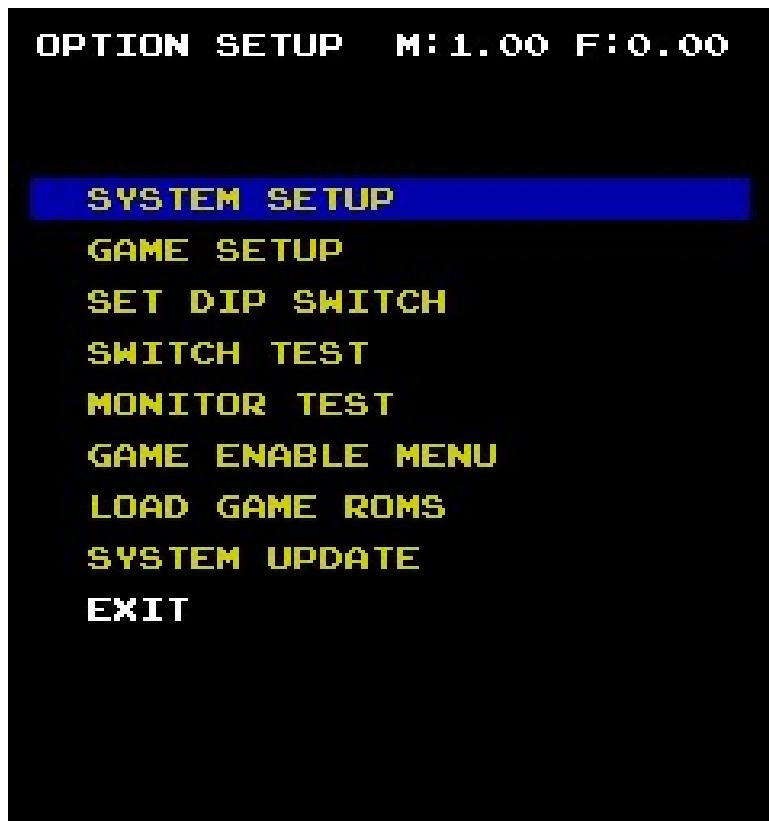 OPTION SETUP M:1.00 F:0.00
SYSTEM SETUP
GAME SETUP
SET DIP SWITCH
SWITCH TEST
MONITOR TEST
GAME ENABLE MENU
LOAD GAME ROMS
SYSTEM UPDATE
EXIT